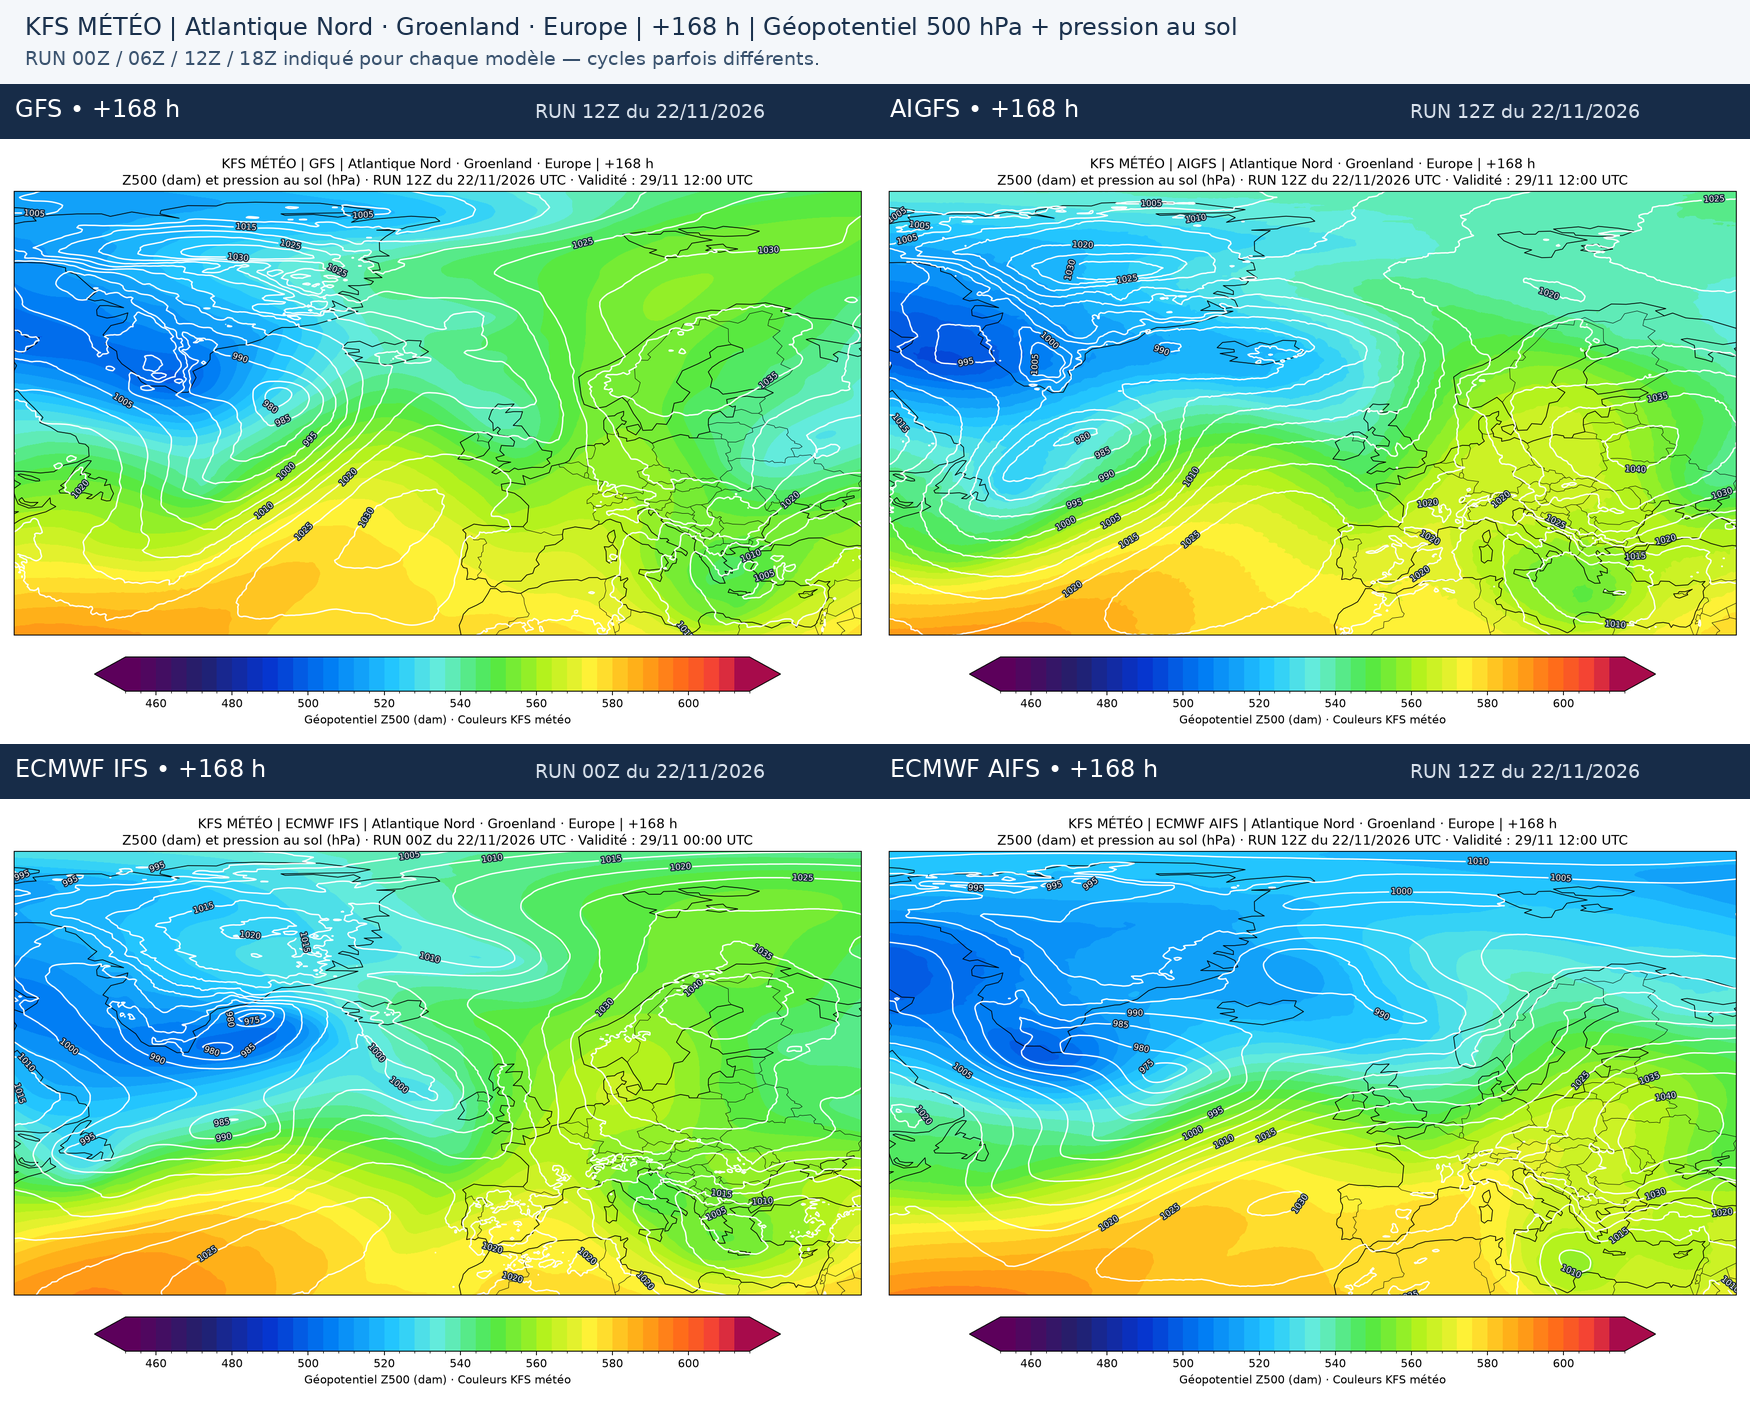 KFS MÉTÉO | Atlantique Nord · Groenland · Europe | +168 h | Géopotentiel 500 hPa + pression au sol
RUN 00Z / 06Z / 12Z / 18Z indiqué pour chaque modèle — cycles parfois différents.
GFS • +168 h
RUN 12Z du 22/11/2026
AIGFS • +168 h
RUN 12Z du 22/11/2026
KFS MÉTÉO | GFS | Atlantique Nord · Groenland · Europe | +168 h
Z500 (dam) et pression au sol (hPa) · RUN 12Z du 22/11/2026 UTC · Validité : 29/11 12:00 UTC
KFS MÉTÉO | AIGFS | Atlantique Nord · Groenland · Europe | +168 h
Z500 (dam) et pression au sol (hPa) · RUN 12Z du 22/11/2026 UTC · Validité : 29/11 12:00 UTC
460 480 500 520 540 560 580 600
Géopotentiel Z500 (dam) · Couleurs KFS météo
460 480 500 520 540 560 580 600
Géopotentiel Z500 (dam) · Couleurs KFS météo
ECMWF IFS • +168 h
RUN 00Z du 22/11/2026
ECMWF AIFS • +168 h
RUN 12Z du 22/11/2026
KFS MÉTÉO | ECMWF IFS | Atlantique Nord · Groenland · Europe | +168 h
Z500 (dam) et pression au sol (hPa) · RUN 00Z du 22/11/2026 UTC · Validité : 29/11 00:00 UTC
KFS MÉTÉO | ECMWF AIFS | Atlantique Nord · Groenland · Europe | +168 h
Z500 (dam) et pression au sol (hPa) · RUN 12Z du 22/11/2026 UTC · Validité : 29/11 12:00 UTC
460 480 500 520 540 560 580 600
Géopotentiel Z500 (dam) · Couleurs KFS météo
460 480 500 520 540 560 580 600
Géopotentiel Z500 (dam) · Couleurs KFS météo